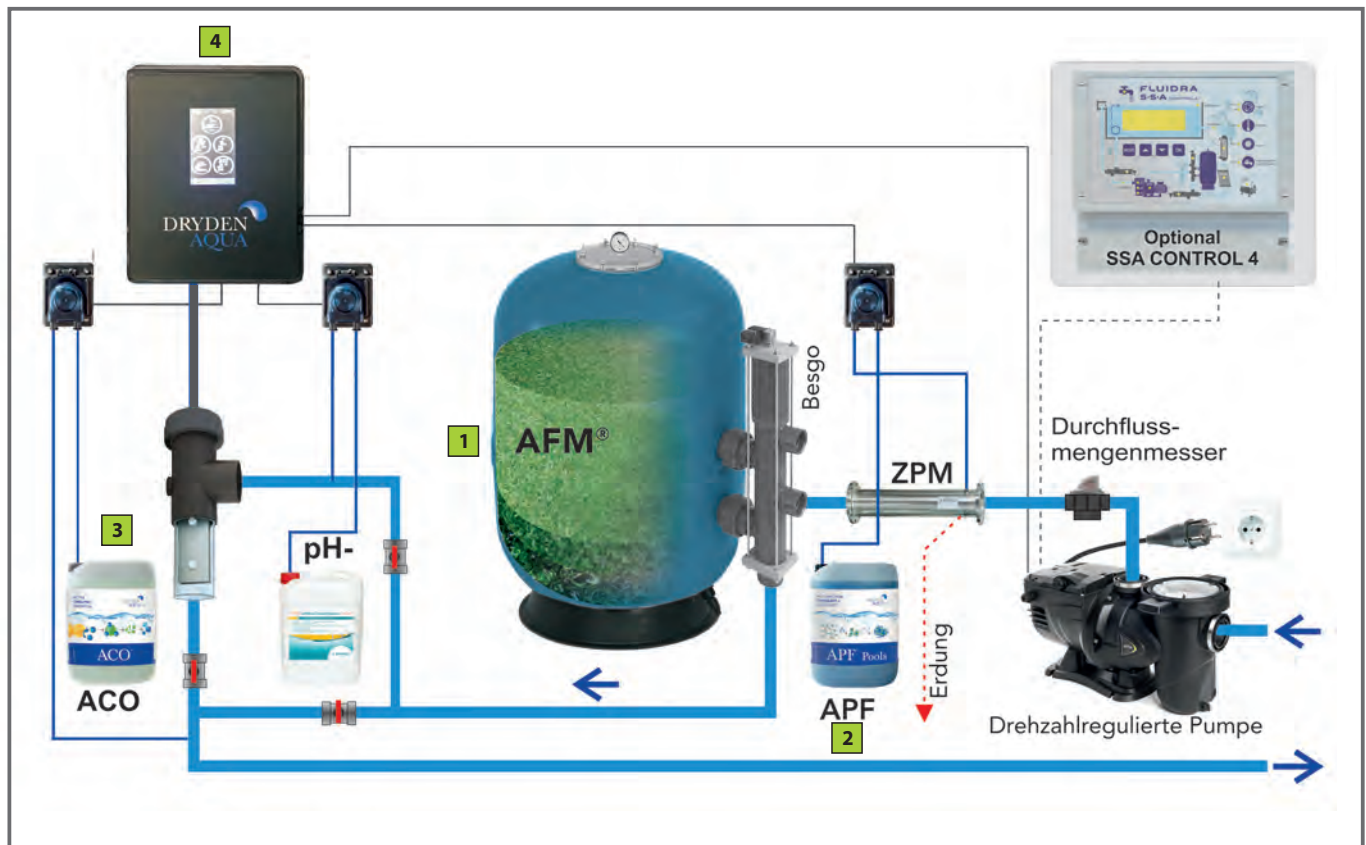 4
FLUIDRA
S·S·A
DRYDEN
AQUA
Optional
SSA CONTROL 4
Besgo
1
AFM®
Durchfluss-
mengenmesser
ZPM
3
pH-
ACO
ACO
APF Pools
APF
2
Erdung
Drehzahlregulierte Pumpe